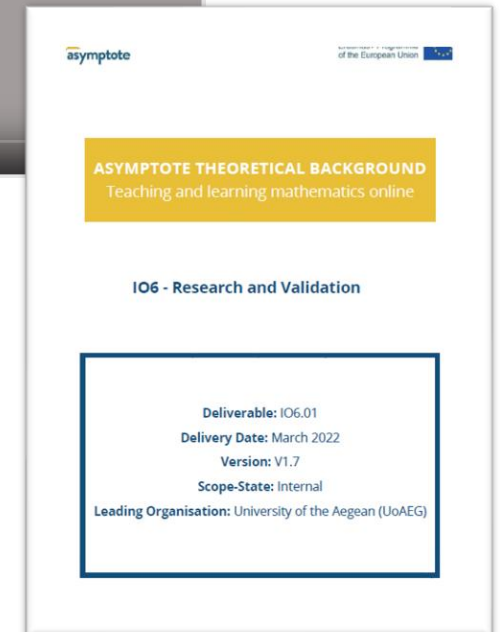 asymptote
of the European Union
ASYMPTOTE THEORETICAL BACKGROUND
Teaching and learning mathematics online
IO6 - Research and Validation
Deliverable: IO6.01
Delivery Date: March 2022
Version: V1.7
Scope-State: Internal
Leading Organisation: University of the Aegean (UoAEG)